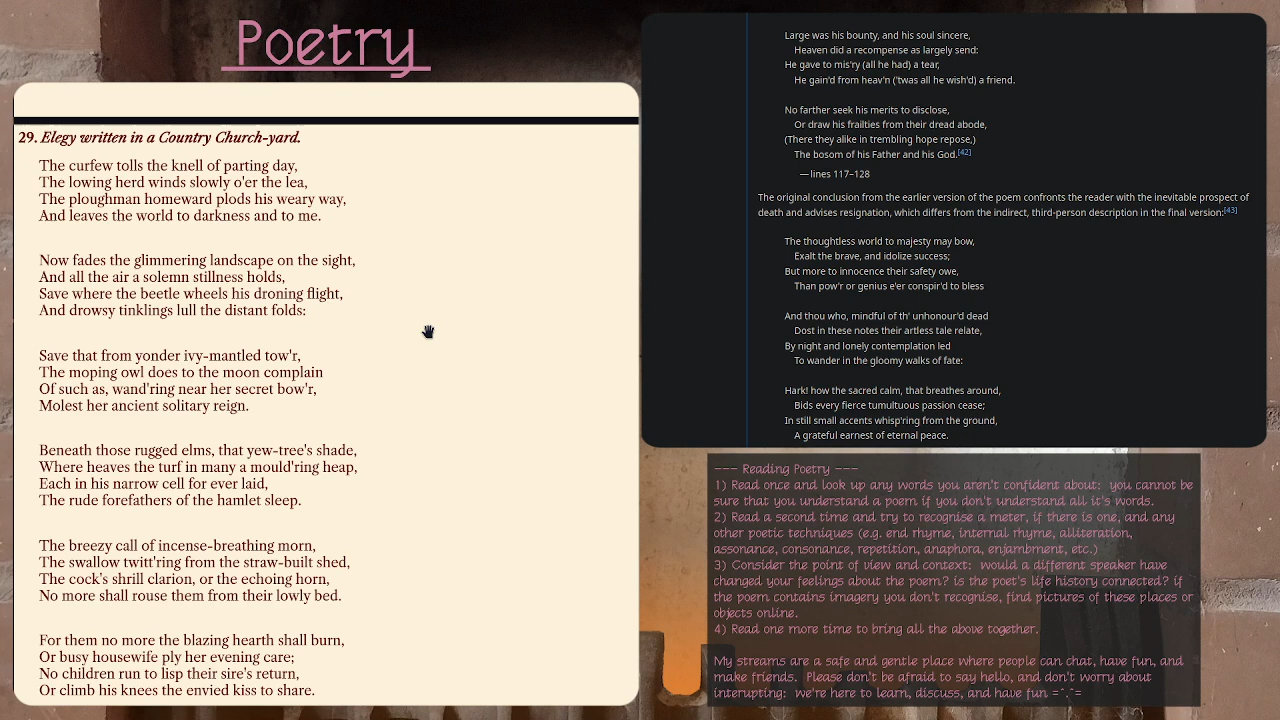 Poetry
29. Elegy written in a Country Church-yard.
The curfew tolls the knell of parting day,
The lowing herd winds slowly o'er the lea,
The ploughman homeward plods his weary way,
And leaves the world to darkness and to me.
Now fades the glimmering landscape on the sight,
And all the air a solemn stillness holds,
Save where the beetle wheels his droning flight,
And drowsy tinklings lull the distant folds:
Save that from yonder ivy-mantled tow'r,
The moping owl does to the moon complain
Of such as, wand'ring near her secret bow'r,
Molest her ancient solitary reign.
Beneath those rugged elms, that yew-tree's shade,
Where heaves the turf in many a mould'ring heap,
Each in his narrow cell for ever laid,
The rude forefathers of the hamlet sleep.
The breezy call of incense-breathing morn,
The swallow twitt'ring from the straw-built shed,
The cock's shrill clarion, or the echoing horn,
No more shall rouse them from their lowly bed.
For them no more the blazing hearth shall burn,
Or busy housewife ply her evening care;
No children run to lisp their sire's return,
Or climb his knees the envied kiss to share.
Large was his bounty, and his soul sincere,
Heaven did a recompense as largely send:
He gave to mis'ry (all he had) a tear,
He gain'd from heav'n ('twas all he wish'd) a friend.
No farther seek his merits to disclose,
Or draw his frailties from their dread abode,
(There they alike in trembling hope repose,)
The bosom of his Father and his God.[42]
—lines 117–128
The original conclusion from the earlier version of the poem confronts the reader with the inevitable prospect of
death and advises resignation, which differs from the indirect, third-person description in the final version:[43]
The thoughtless world to majesty may bow,
Exalt the brave, and idolize success;
But more to innocence their safety owe,
Than pow'r or genius e'er conspir'd to bless
And thou who, mindful of th' unhonour'd dead
Dost in these notes their artless tale relate,
By night and lonely contemplation led
To wander in the gloomy walks of fate:
Hark! how the sacred calm, that breathes around,
Bids every fierce tumultuous passion cease;
In still small accents whisp'ring from the ground,
A grateful earnest of eternal peace.
--- Reading Poetry ---
1) Read once and look up any words you aren't confident about:  you cannot be
sure that you understand a poem if you don't understand all it's words.
2) Read a second time and try to recognise a meter, if there is one, and any
other poetic techniques (e.g. end rhyme, internal rhyme, alliteration,
assonance, consonance, repetition, anaphora, enjambment, etc.)
3) Consider the point of view and context:  would a different speaker have
changed your feelings about the poem? is the poet's life history connected? if
the poem contains imagery you don't recognise, find pictures of these places or
objects online.
4) Read one more time to bring all the above together.
My streams are a safe and gentle place where people can chat, have fun, and
make friends.  Please don't be afraid to say hello, and don't worry about
interupting:  we're here to learn, discuss, and have fun =^.^=